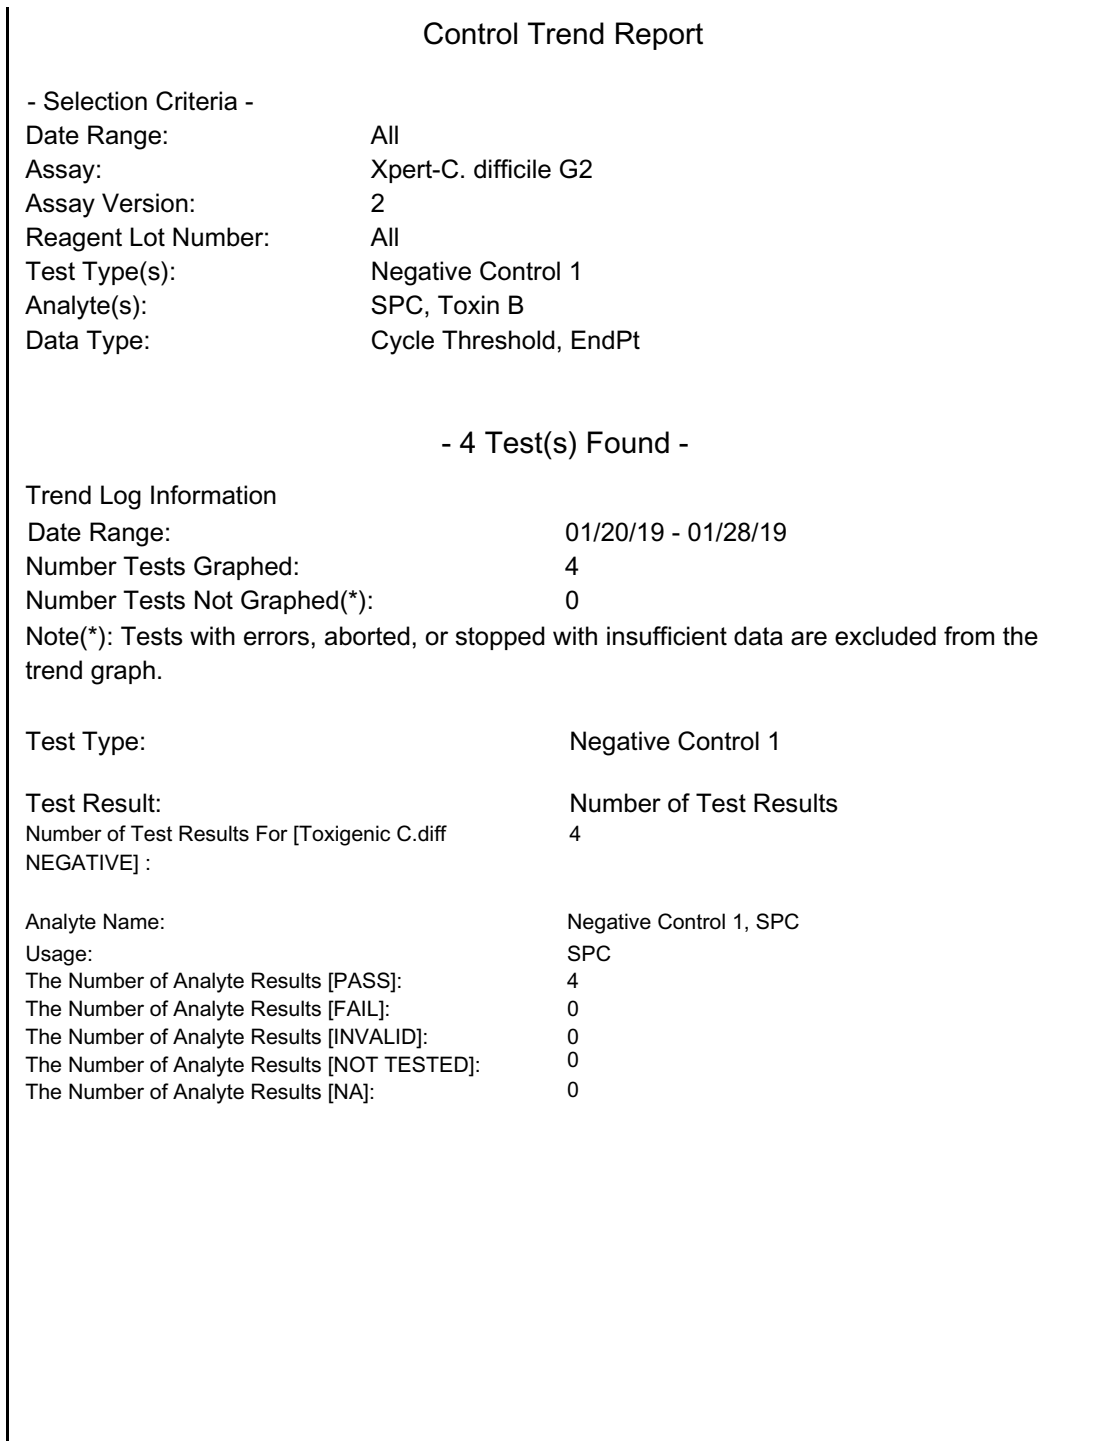 Control Trend Report
- Selection Criteria -
Date Range: All
Assay: Xpert-C. difficile G2
Assay Version: 2
Reagent Lot Number: All
Test Type(s): Negative Control 1
Analyte(s): SPC, Toxin B
Data Type: Cycle Threshold, EndPt
- 4 Test(s) Found -
Trend Log Information
Date Range: 01/20/19 - 01/28/19
Number Tests Graphed: 4
Number Tests Not Graphed(*): 0
Note(*): Tests with errors, aborted, or stopped with insufficient data are excluded from the
trend graph.
Test Type: Negative Control 1
Test Result: Number of Test Results
Number of Test Results For [Toxigenic C.diff 4
NEGATIVE] :
Analyte Name: Negative Control 1, SPC
Usage: SPC
The Number of Analyte Results [PASS]: 4
The Number of Analyte Results [FAIL]: 0
The Number of Analyte Results [INVALID]: 0
The Number of Analyte Results [NOT TESTED]: 0
The Number of Analyte Results [NA]: 0